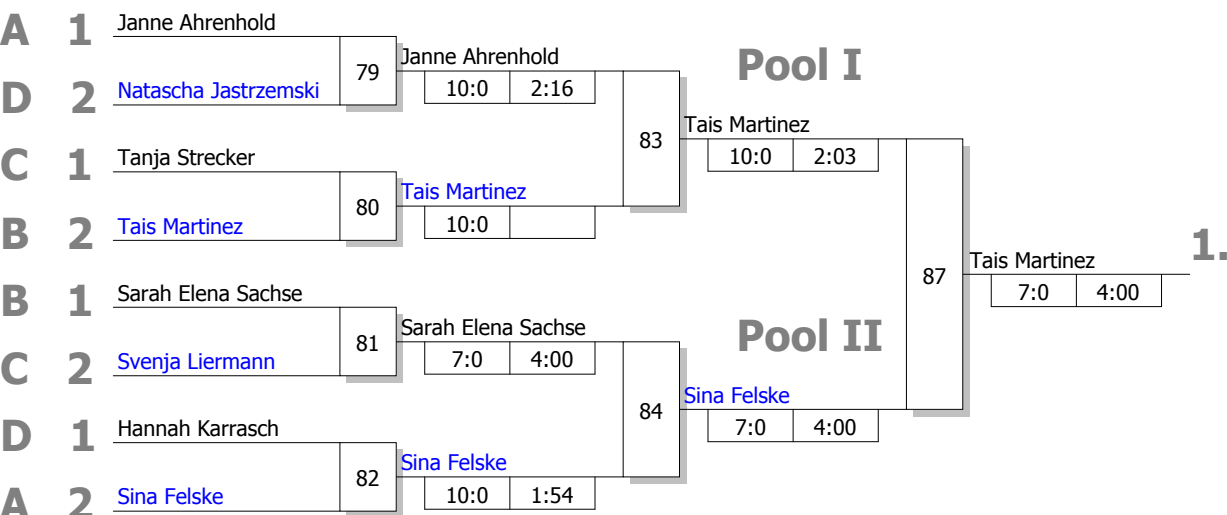 A 1 Janne Ahrenhold
79
Janne Ahrenhold
10:0 2:16
D 2 Natascha Jastrzemski
Pool I
83
Tais Martinez
10:0 2:03
C 1 Tanja Strecker
80
Tais Martinez
10:0
B 2 Tais Martinez
87
Tais Martinez
7:0 4:00
1.
B 1 Sarah Elena Sachse
81
Sarah Elena Sachse
7:0 4:00
C 2 Svenja Liermann
Pool II
84
Sina Felske
7:0 4:00
D 1 Hannah Karrasch
82
Sina Felske
10:0 1:54
A 2 Sina Felske